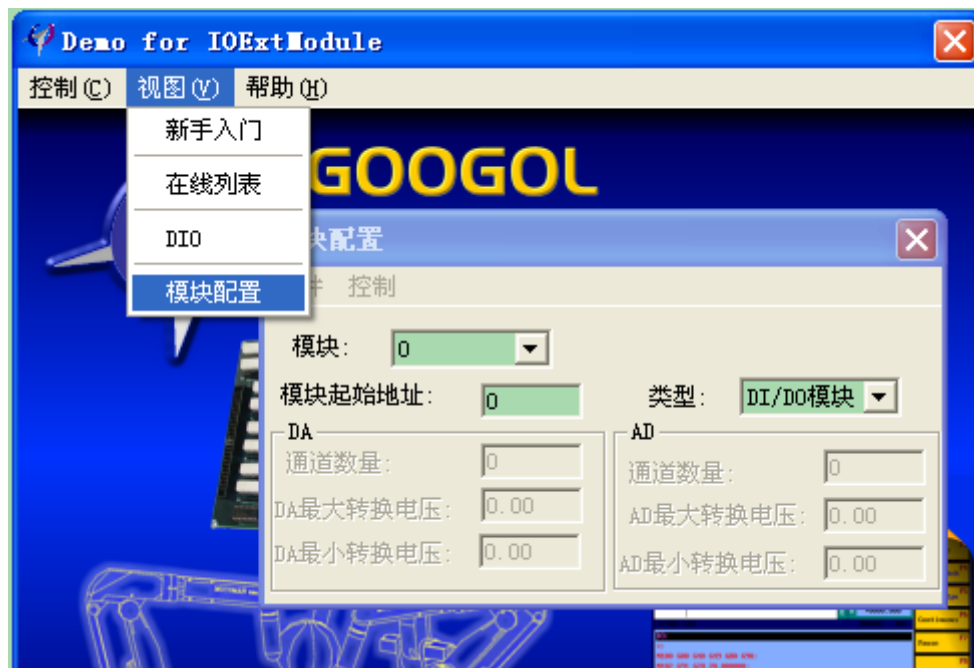 Demo for IOExtModule
控制(C) 视图(V) 帮助(H)
新手入门
在线列表
DIO
模块配置
GOOGOL
块配置
控制
模块: 0
模块起始地址: 0
类型: DI/DO模块
DA
通道数量: 0
DA最大转换电压: 0.00
DA最小转换电压: 0.00
AD
通道数量: 0
AD最大转换电压: 0.00
AD最小转换电压: 0.00